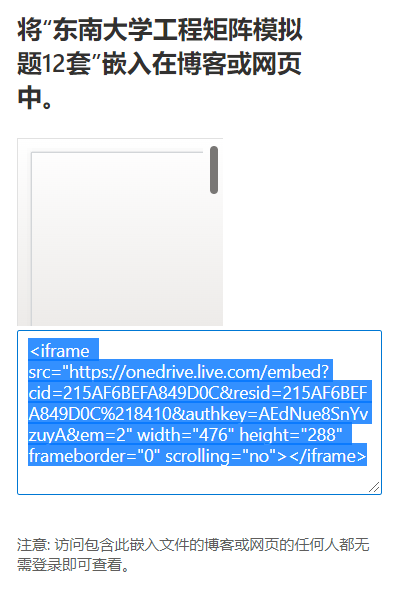 将“东南大学工程矩阵模拟
题12套”嵌入在博客或网页
中。
<iframe
src="https://onedrive.live.com/embed?
cid=215AF6BEFA849D0C&resid=215AF6BEF
A849D0C%218410&authkey=AEdNue8SnYv
zuyA&em=2" width="476" height="288"
frameborder="0" scrolling="no"></iframe>
注意: 访问包含此嵌入文件的博客或网页的任何人都无
需登录即可查看。